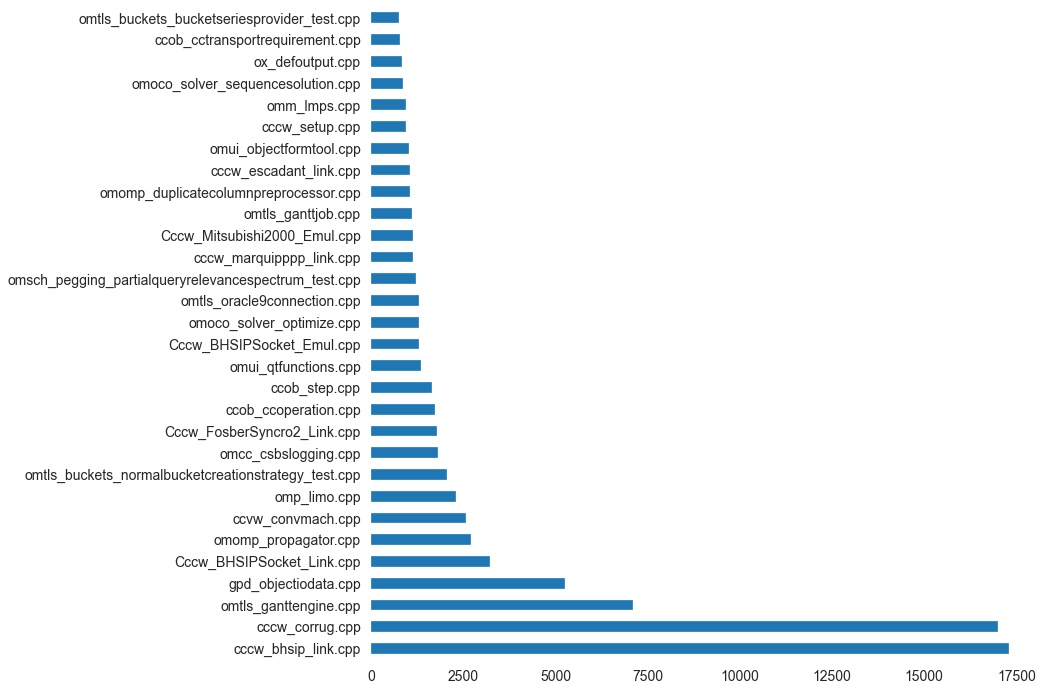 omtls_buckets_bucketseriesprovider_test.cpp
ccob_cctransportrequirement.cpp
ox_defoutput.cpp
omoco_solver_sequencesolution.cpp
omm_lmps.cpp
cccw_setup.cpp
omui_objectformtool.cpp
cccw_escadant_link.cpp
omomp_duplicatecolumnpreprocessor.cpp
omtls_ganttjob.cpp
Cccw_Mitsubishi2000_Emul.cpp
cccw_marquipppp_link.cpp
omsch_pegging_partialqueryrelevancespectrum_test.cpp
omtls_oracle9connection.cpp
omoco_solver_optimize.cpp
Cccw_BHSIPSocket_Emul.cpp
omui_qtfunctions.cpp
ccob_step.cpp
ccob_ccoperation.cpp
Cccw_FosberSyncro2_Link.cpp
omcc_csbslogging.cpp
omtls_buckets_normalbucketcreationstrategy_test.cpp
omp_limo.cpp
ccvw_convmach.cpp
omomp_propagator.cpp
Cccw_BHSIPSocket_Link.cpp
gpd_objectiodata.cpp
omtls_ganttengine.cpp
cccw_corrug.cpp
cccw_bhsip_link.cpp
0 2500 5000 7500 10000 12500 15000 17500